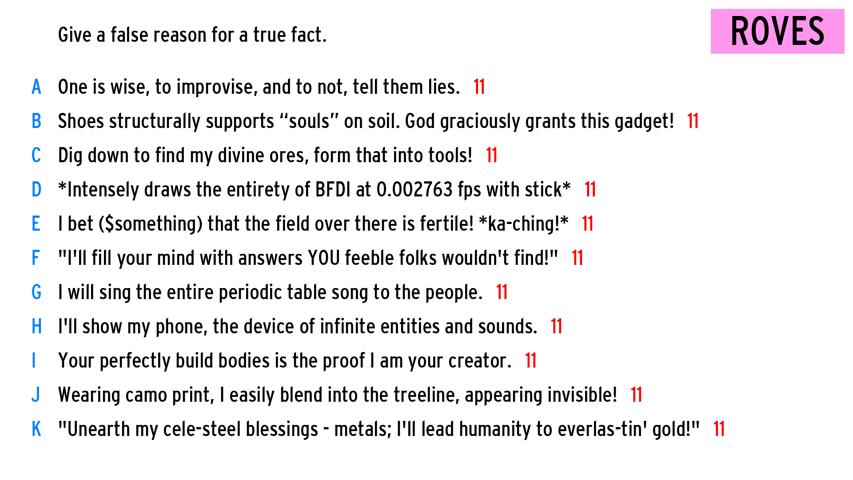 Give a false reason for a true fact.
ROVES
A One is wise, to improvise, and to not, tell them lies. 11
B Shoes structurally supports “souls” on soil. God graciously grants this gadget! 11
C Dig down to find my divine ores, form that into tools! 11
D *Intensely draws the entirety of BFDI at 0.002763 fps with stick* 11
E I bet ($something) that the field over there is fertile! *ka-ching!* 11
F "I'll fill your mind with answers YOU feeble folks wouldn't find!" 11
G I will sing the entire periodic table song to the people. 11
H I'll show my phone, the device of infinite entities and sounds. 11
I Your perfectly build bodies is the proof I am your creator. 11
J Wearing camo print, I easily blend into the treeline, appearing invisible! 11
K "Unearth my cele-steel blessings - metals; I'll lead humanity to everlas-tin' gold!" 11